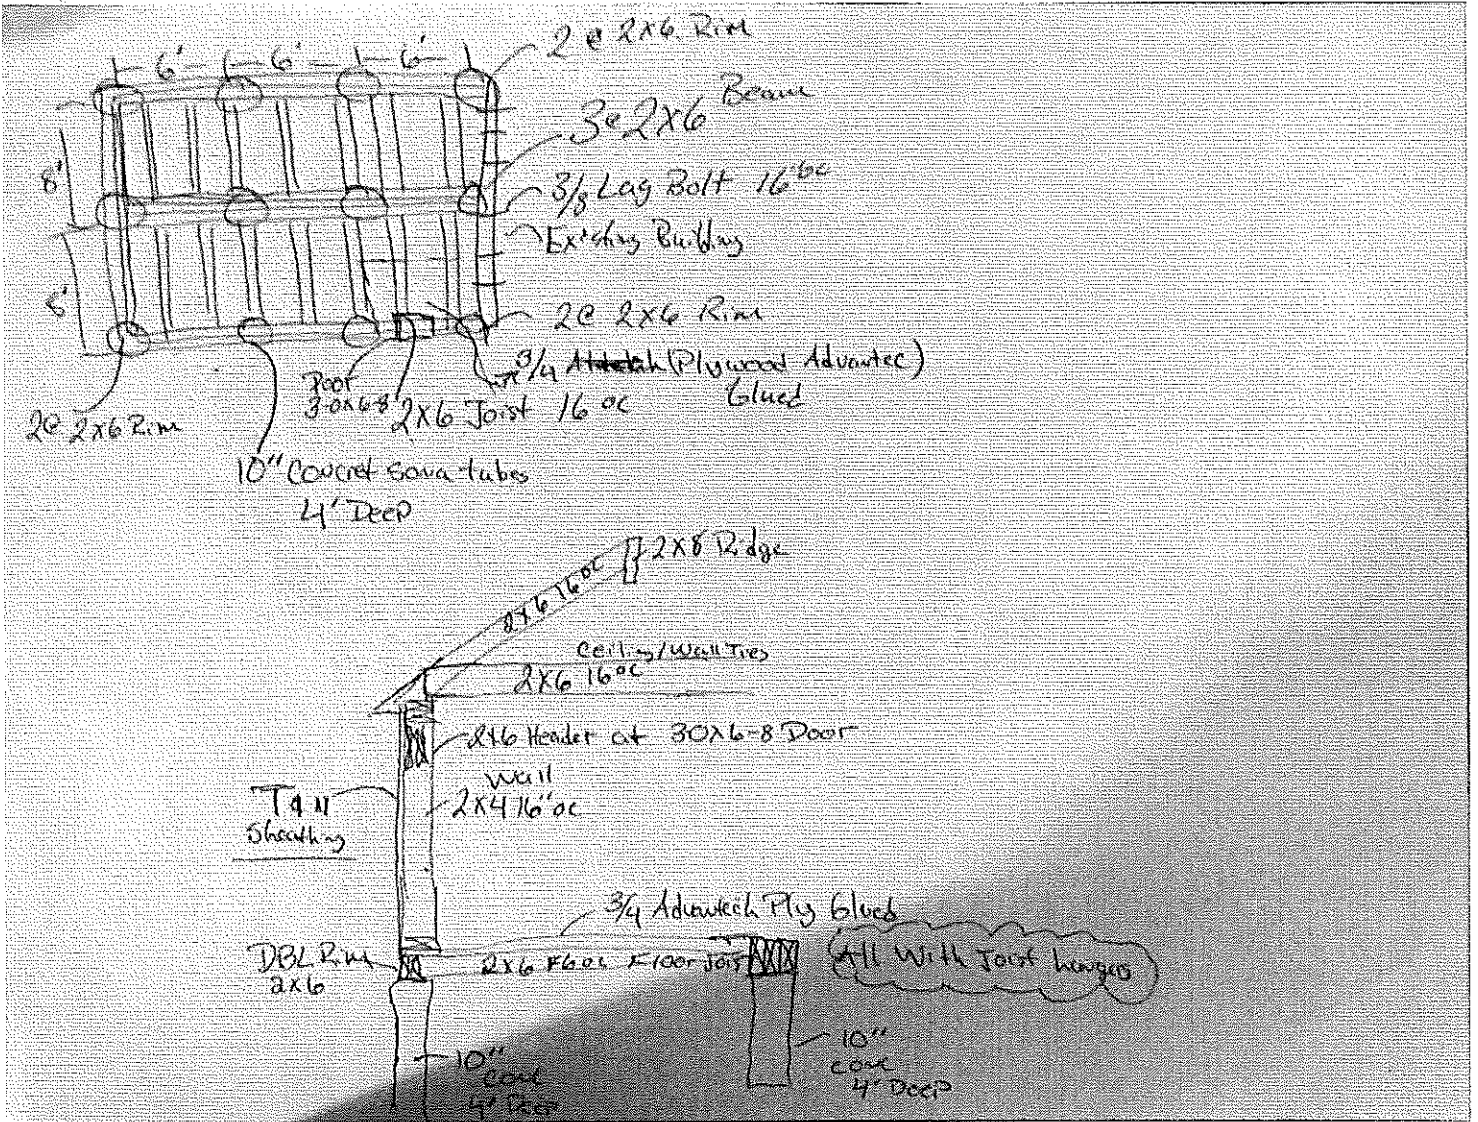 6' 6' 6'
2 @ 2x6 Rim
Beam
3@ 2x6
8'
3/8 Lag Bolt 16"oc
Existing Building
8'
2@ 2x6 Rim
3/4 (Plywood Advantec)
Glued
Door
3-0x6-8
2x6 Joist 16 oc
2@ 2x6 Rim
10" Concret sona-tubes
4' Deep
2x8 Ridge
2x6 16 oc
Ceiling/Wall Ties
2x6 16 oc
2x6 Header at 30x6-8 Door
Wall
2x4 16" oc
T411
Sheathing
3/4 Advantech Ply Glued
DBL Rim
2x6
2x6 16 oc Floor Joist
All With Joist hangers
10"
conc
4' Deep
10"
conc
4' Deep